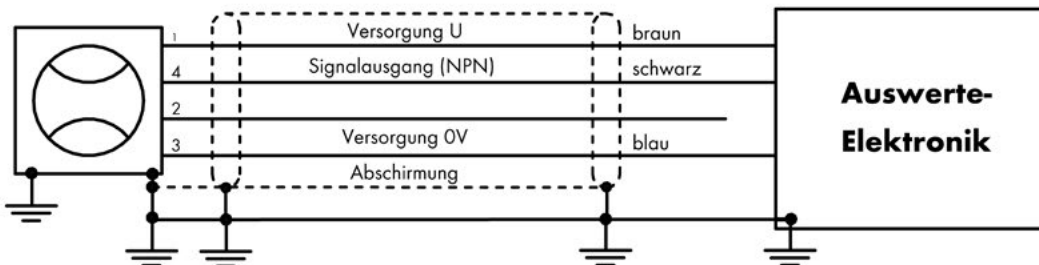 1 Versorgung U braun
4 Signalausgang (NPN) schwarz
2
3 Versorgung 0V blau
Abschirmung
Auswerte-
Elektronik